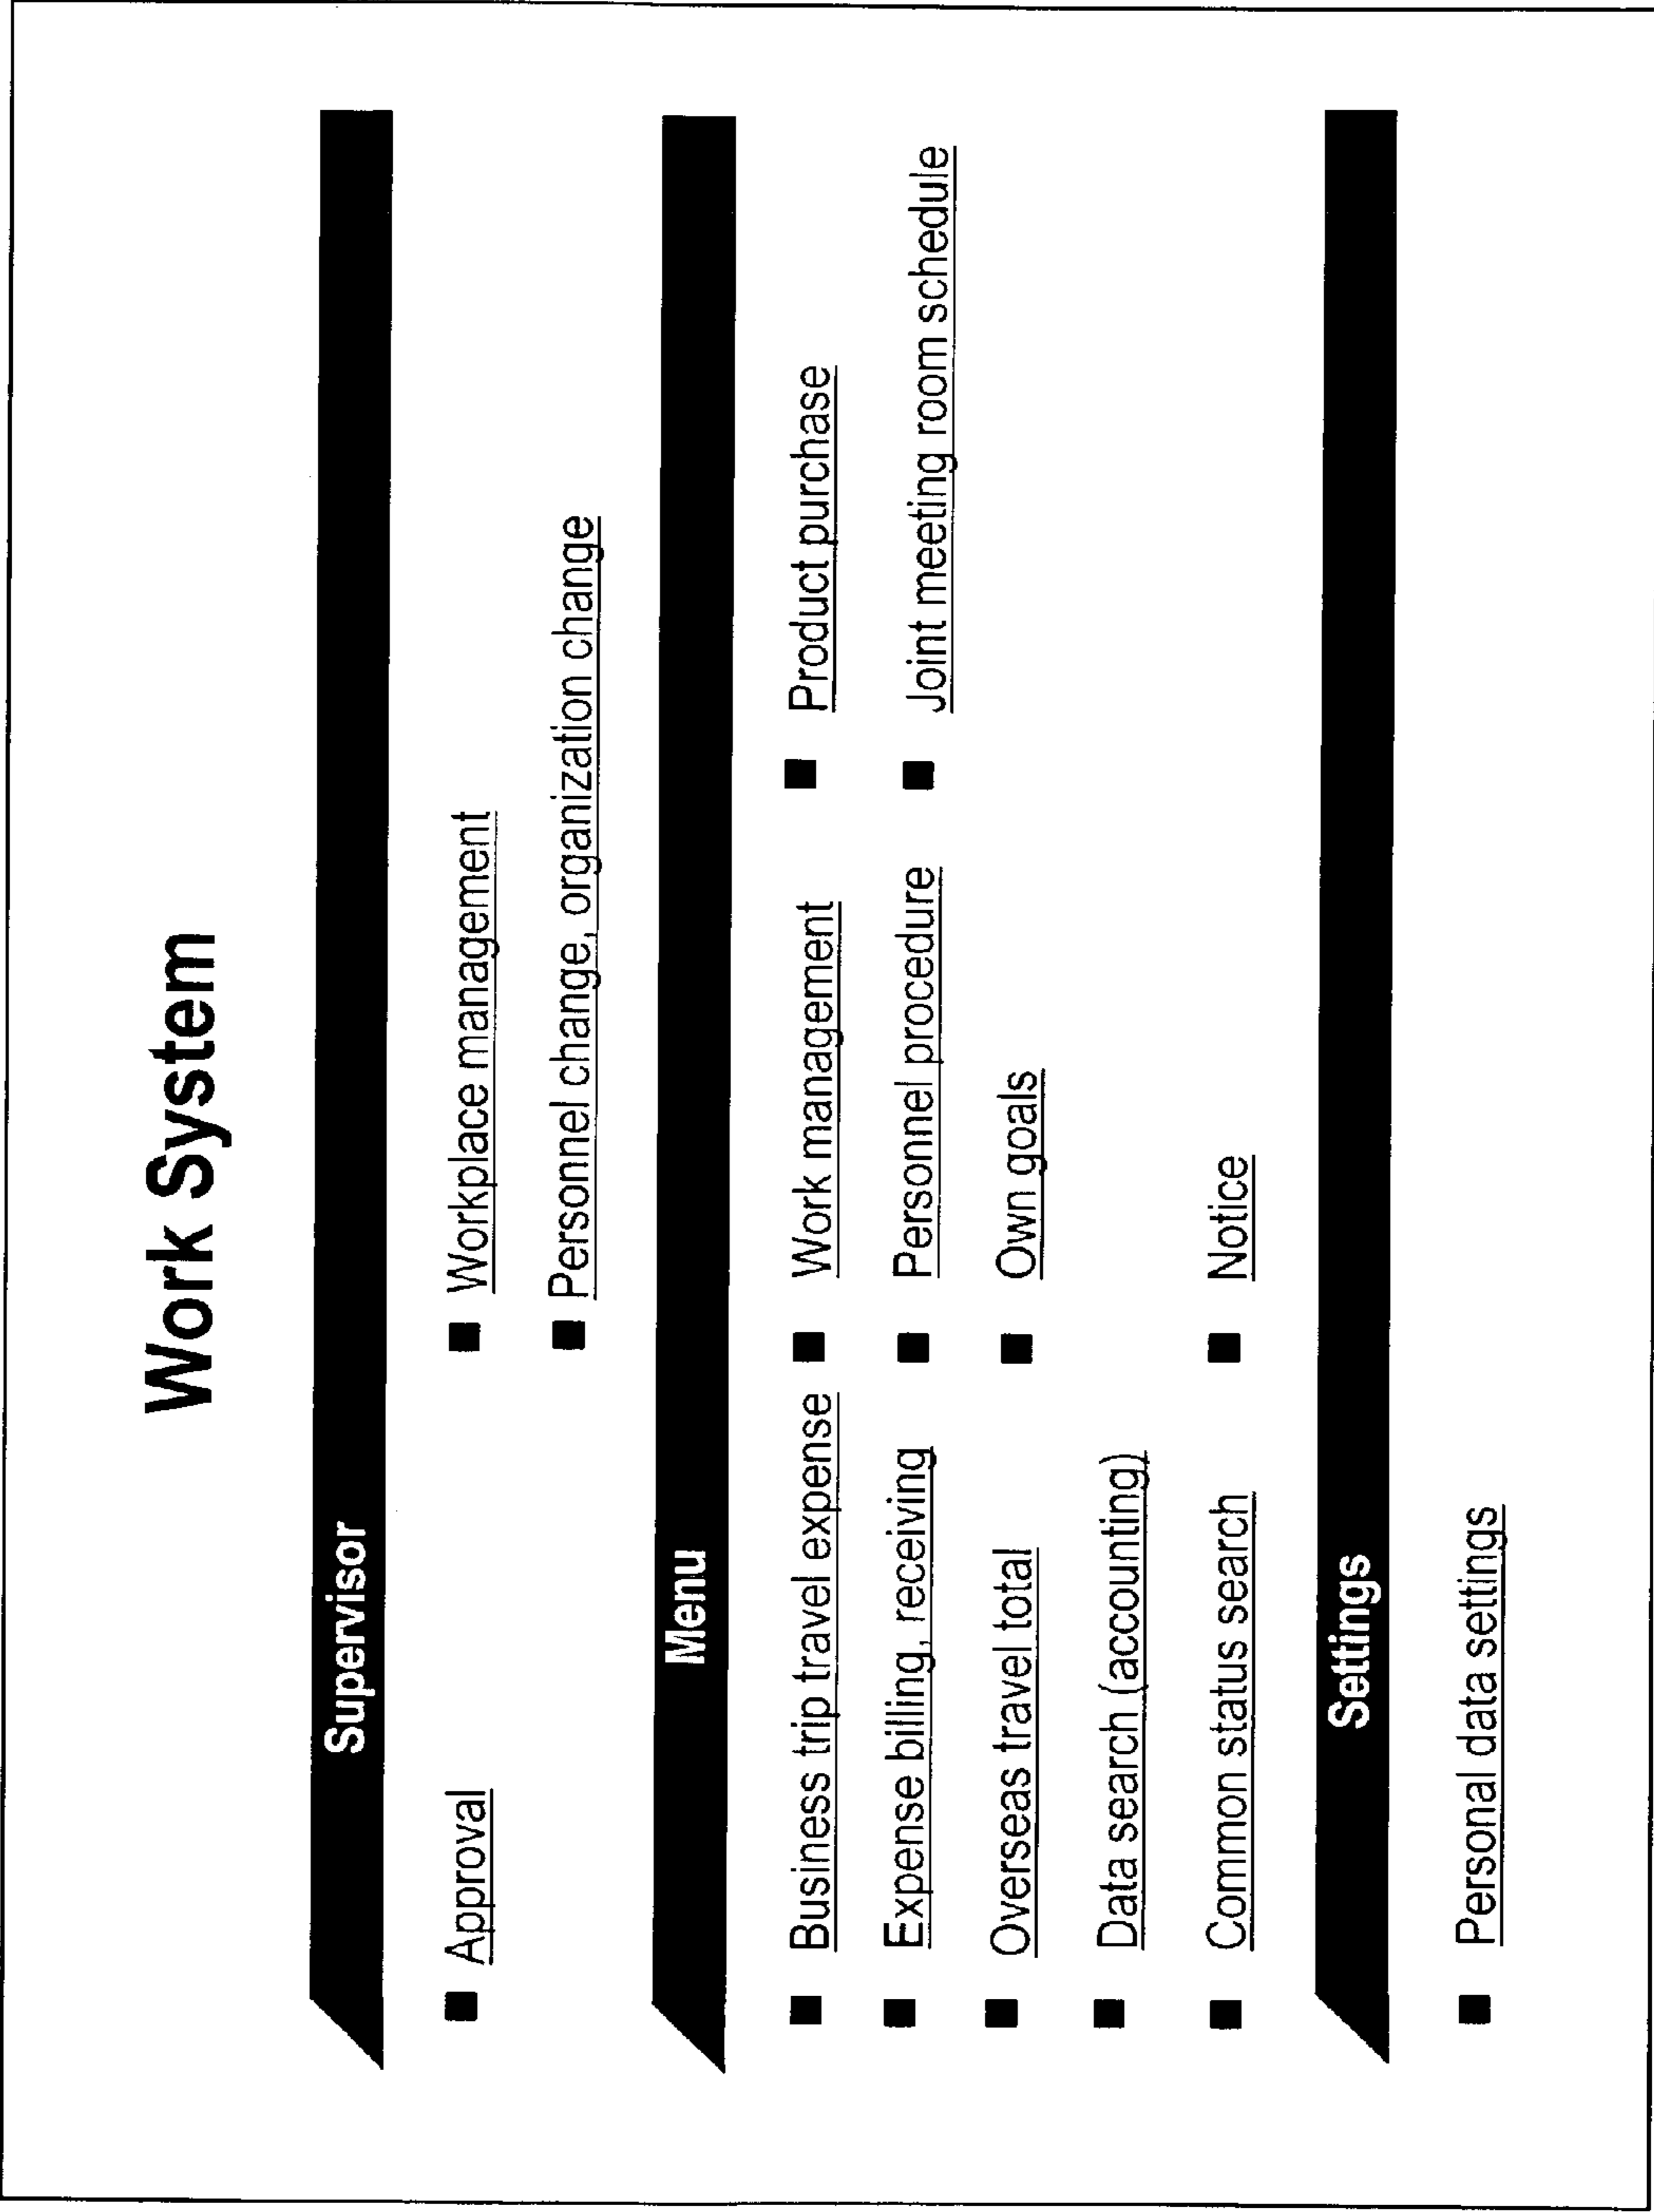 Work System
Supervisor
Approval
Workplace management
Personnel change, organization change
Menu
Business trip travel expense
Work management
Product purchase
Expense billing, receiving
Personnel procedure
Joint meeting room schedule
Overseas travel total
Own goals
Data search (accounting)
Common status search
Notice
Settings
Personal data settings